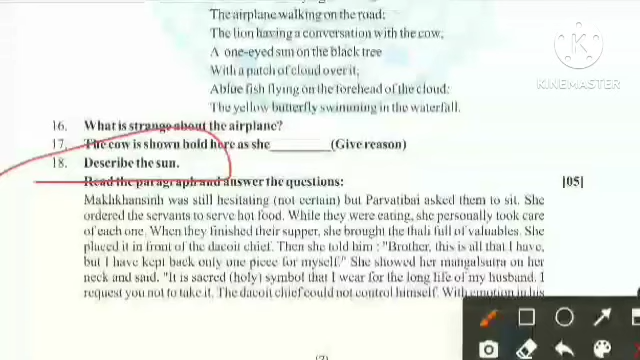 The airplane walking on the road;
The lion having a conversation with the cow,
A one-eyed sun on the black tree
With a patch of cloud over it;
Ablue fish flying on the forehead of the cloud:
The yellow butterfly swimming in the waterfall.
KINEMASTER
16. What is strange about the airplane?
17. The cow is shown bold here as she________(Give reason)
18. Describe the sun.
Read the paragraph and answer the questions: [05]
Makhkhansinh was still hesitating (not certain) but Parvatibai asked them to sit. She
ordered the servants to serve hot food. While they were eating, she personally took care
of each one. When they finished their supper, she brought the thali full of valuables. She
placed it in front of the dacoit chief. Then she told him : "Brother, this is all that I have,
but I have kept back only one piece for myself." She showed her mangalsutra on her
neck and said. "It is sacred (holy) symbol that I wear for the long life of my husband. I
request you not to take it. The dacoit chief could not control himself. With emotion in his
(7)